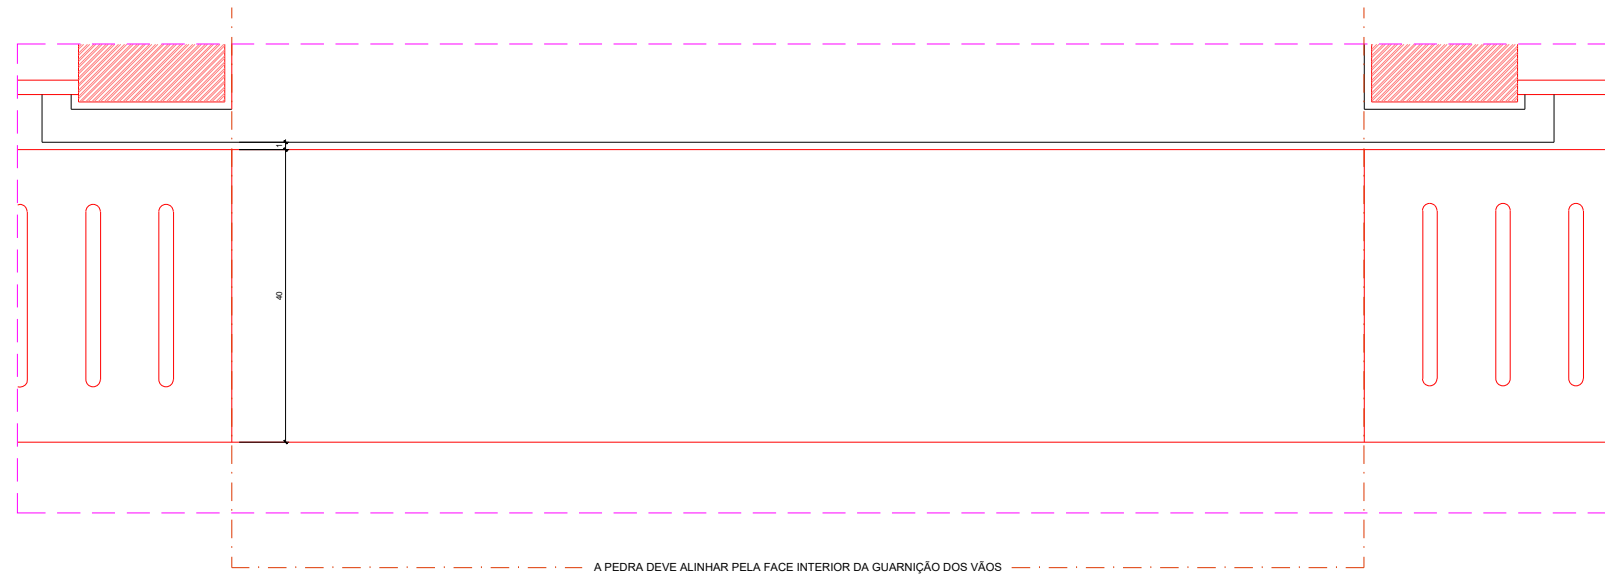 1
40
A PEDRA DEVE ALINHAR PELA FACE INTERIOR DA GUARNIÇÃO DOS VÃOS